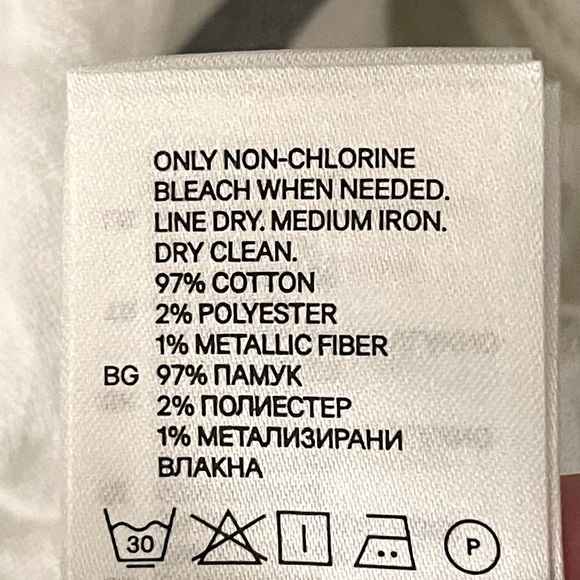 ONLY NON-CHLORINE
BLEACH WHEN NEEDED.
LINE DRY. MEDIUM IRON.
DRY CLEAN.
97% COTTON
2% POLYESTER
1% METALLIC FIBER
BG 97% ПАМУК
2% ПОЛИЕСТЕР
1% МЕТАЛИЗИРАНИ
ВЛАКНА
30 P